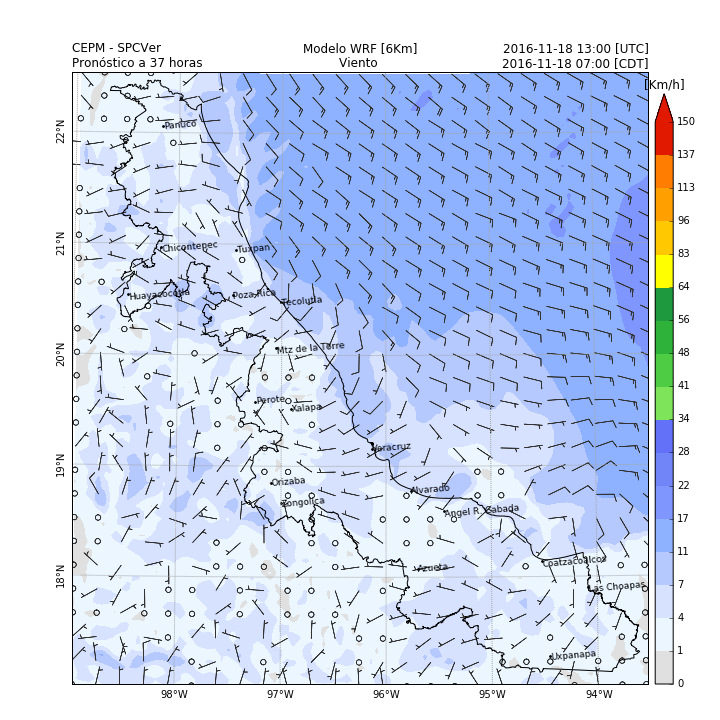 CEPM - SPCVer Modelo WRF [6Km] 2016-11-18 13:00 [UTC]
Pronóstico a 37 horas Viento 2016-11-18 07:00 [CDT]
[Km/h]
150
137
113
96
83
64
56
48
41
34
28
22
17
11
7
4
1
0
22°N
21°N
20°N
19°N
18°N
Panuco
Chicontepec
Tuxpan
Huayacocotla
Poza Rica
Tecolutla
Mtz de la Torre
Perote
Xalapa
Veracruz
Orizaba
Zongolica
Alvarado
Angel R. Cabada
Azueta
Coatzacoalcos
Las Choapas
Uxpanapa
98°W 97°W 96°W 95°W 94°W